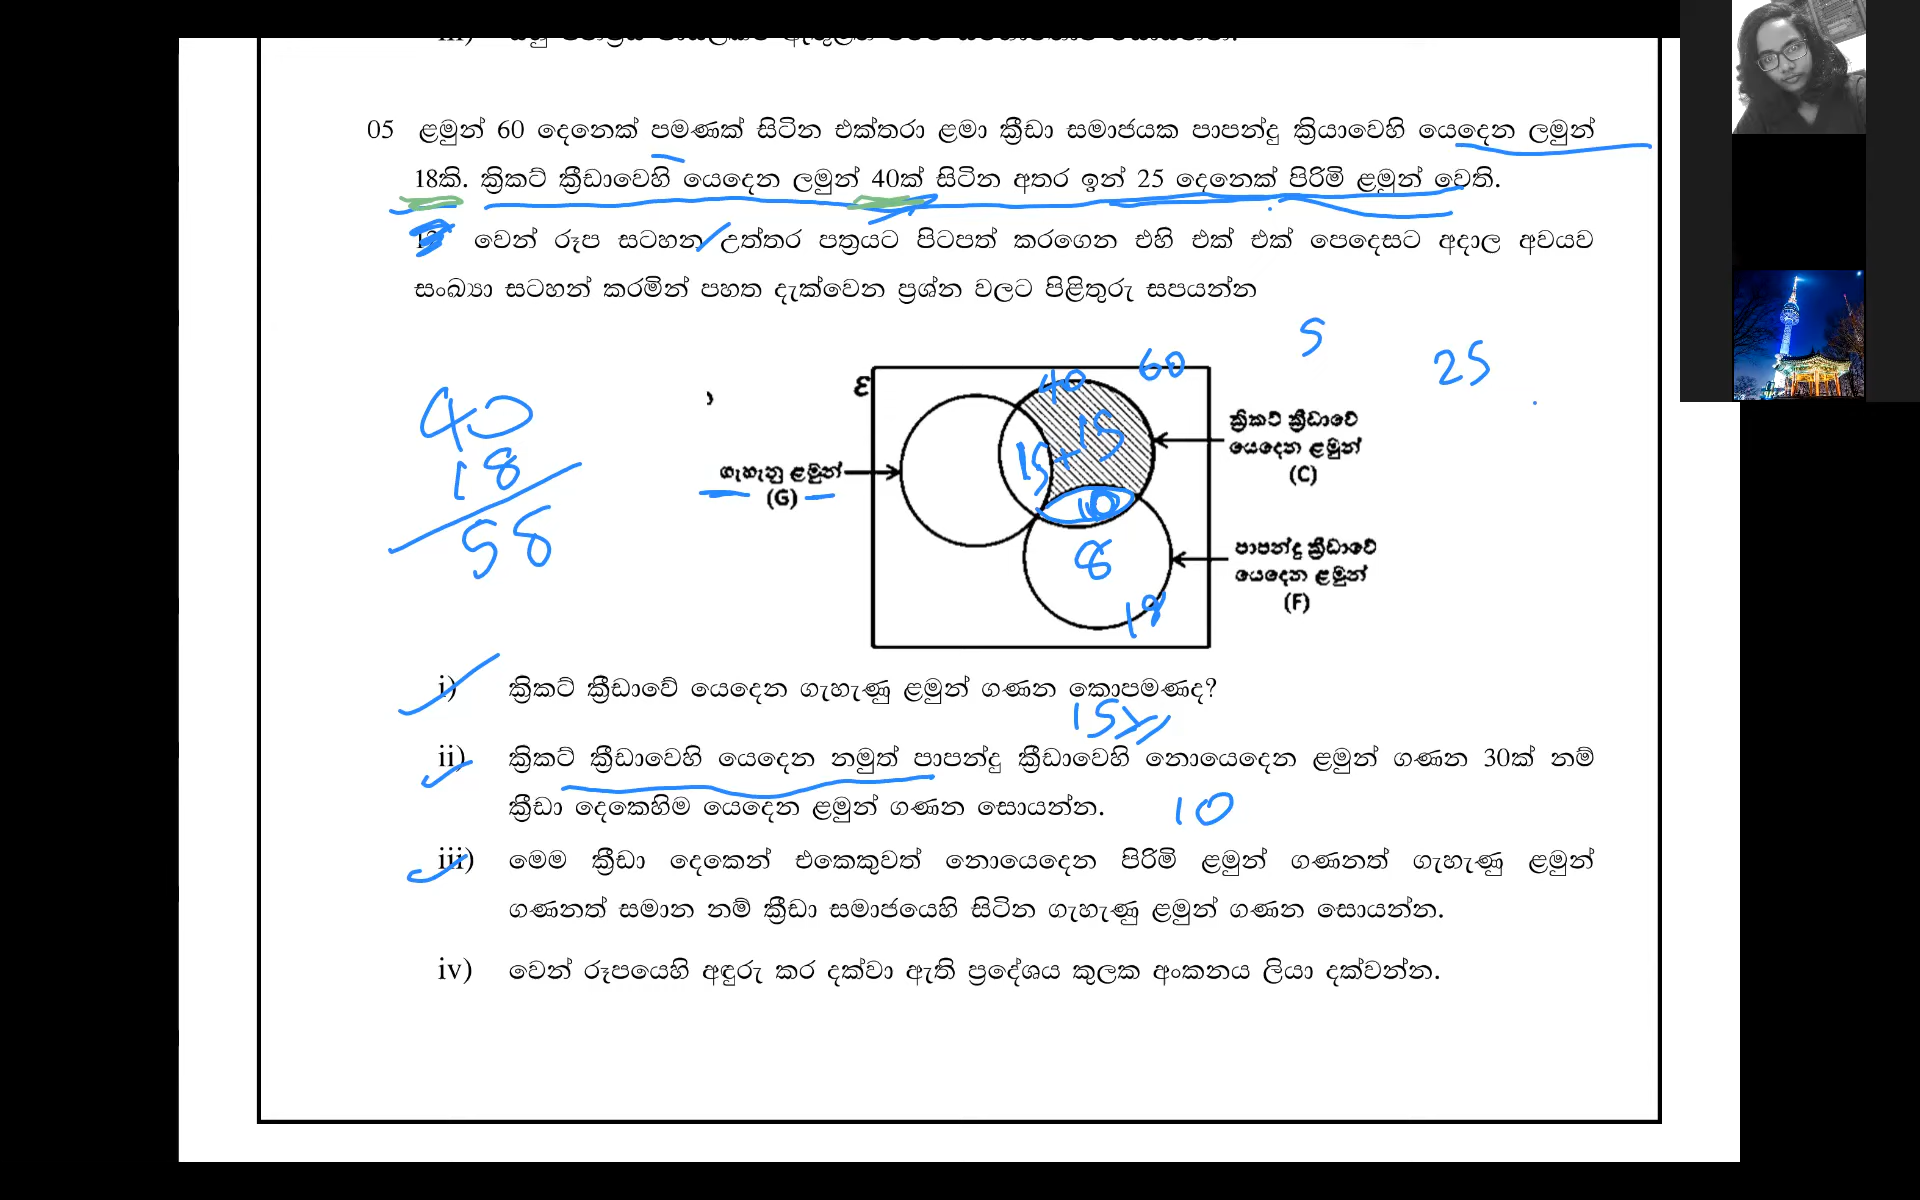 05 ළමුන් 60 දෙනෙක් පමණක් සිටින එක්තරා ළමා ක්‍රීඩා සමාජයක පාපන්දු ක්‍රියාවෙහි යෙදෙන ලමුන්
18කි. ක්‍රිකට් ක්‍රීඩාවෙහි යෙදෙන ලමුන් 40ක් සිටින අතර ඉන් 25 දෙනෙක් පිරිමි ළමුන් වෙති.
වෙන් රූප සටහන උත්තර පත්‍රයට පිටපත් කරගෙන එහි එක් එක් පෙදෙසට අදාල අවයව
සංඛ්‍යා සටහන් කරමින් පහත දැක්වෙන ප්‍රශ්න වලට පිළිතුරු සපයන්න
5
25
60
40
ε
40
18
58
ගැහැනු ළමුන්
(G)
15 + 15
10
8
18
ක්‍රිකට් ක්‍රීඩාවේ
යෙදෙන ළමුන්
(C)
පාපන්දු ක්‍රීඩාවේ
යෙදෙන ළමුන්
(F)
i) ක්‍රිකට් ක්‍රීඩාවේ යෙදෙන ගැහැණු ළමුන් ගණන කොපමණද?
15
ii) ක්‍රිකට් ක්‍රීඩාවෙහි යෙදෙන නමුත් පාපන්දු ක්‍රීඩාවෙහි නොයෙදෙන ළමුන් ගණන 30ක් නම්
ක්‍රීඩා දෙකෙහිම යෙදෙන ළමුන් ගණන සොයන්න. 10
iii) මෙම ක්‍රීඩා දෙකෙන් එකෙකුවත් නොයෙදෙන පිරිමි ළමුන් ගණනත් ගැහැණු ළමුන්
ගණනත් සමාන නම් ක්‍රීඩා සමාජයෙහි සිටින ගැහැණු ළමුන් ගණන සොයන්න.
iv) වෙන් රූපයෙහි අඳුරු කර දක්වා ඇති ප්‍රදේශය කුලක අංකනය ලියා දක්වන්න.